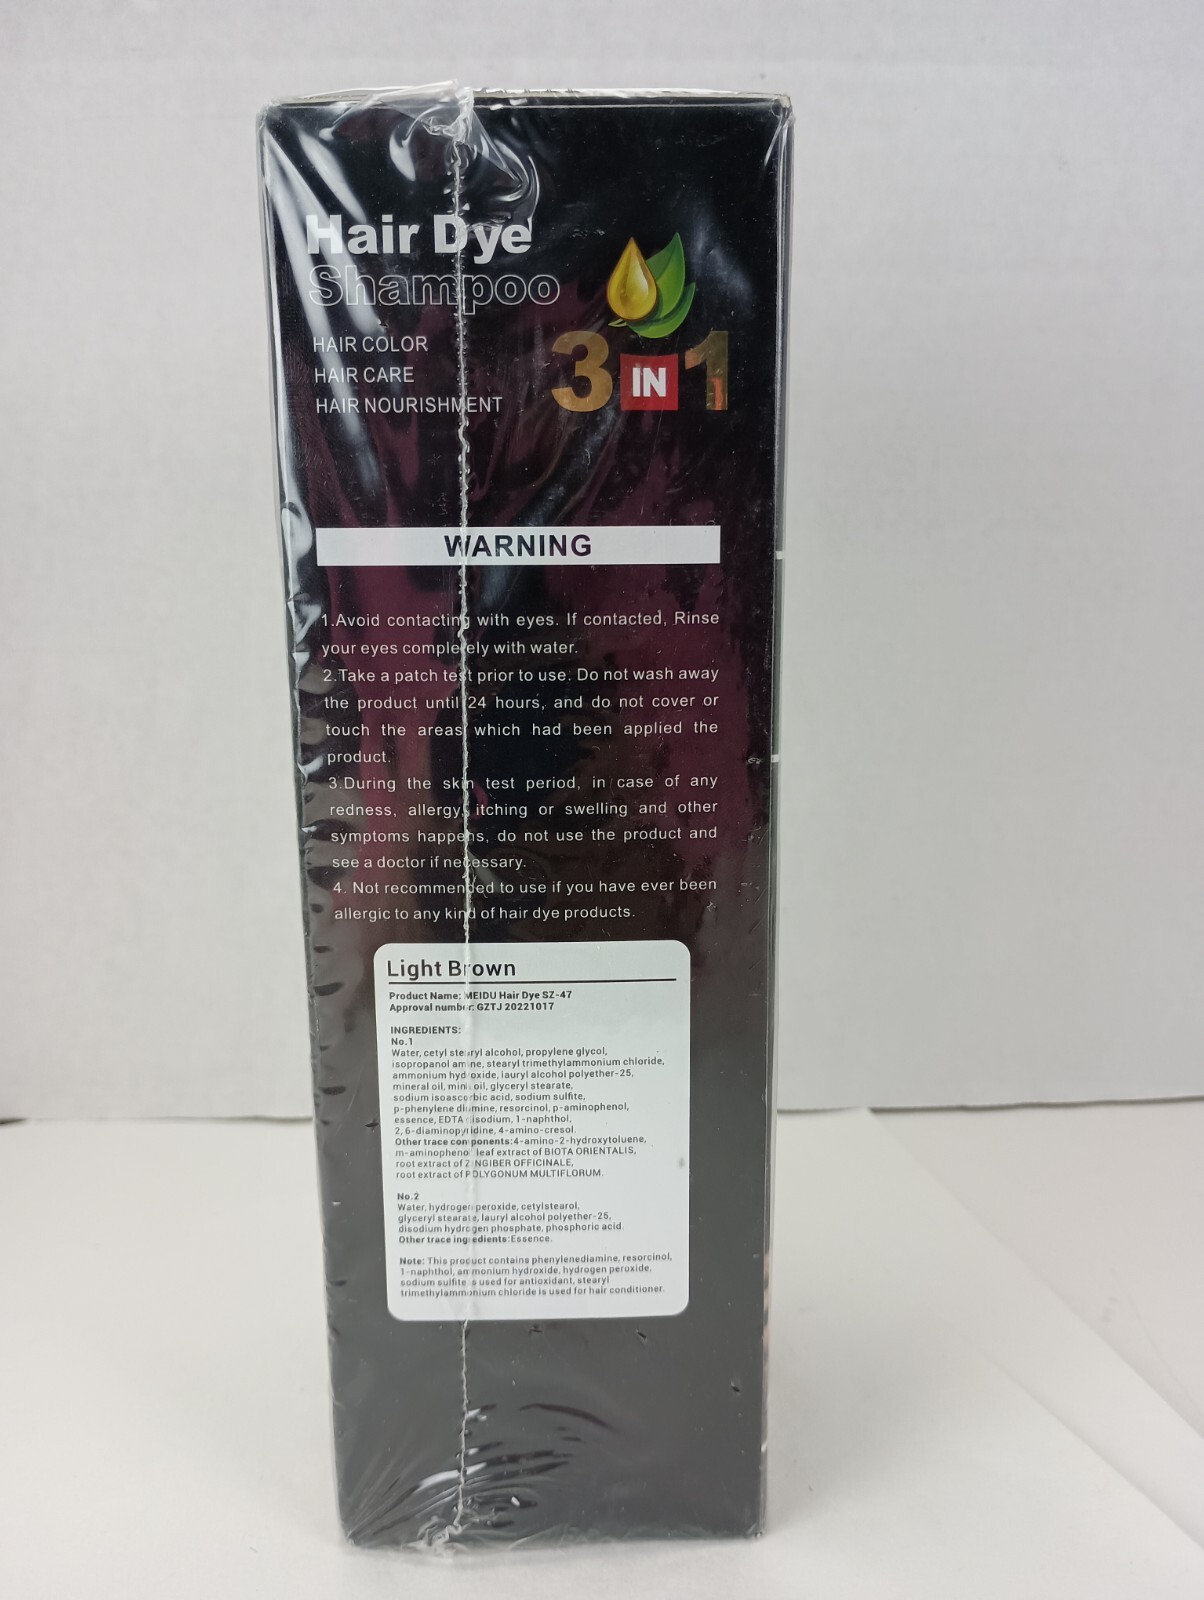 Hair Dye
Shampoo
HAIR COLOR
HAIR CARE
HAIR NOURISHMENT
3 IN 1
WARNING
1.Avoid contacting with eyes. If contacted, Rinse
your eyes completely with water.
2.Take a patch test prior to use. Do not wash away
the product until 24 hours, and do not cover or
touch the areas which had been applied the
product.
3.During the skin test period, in case of any
redness, allergy, itching or swelling and other
symptoms happens, do not use the product and
see a doctor if necessary.
4. Not recommended to use if you have ever been
allergic to any kind of hair dye products.
Light Brown
Product Name: MEIDU Hair Dye SZ-47
Approval number: GZTJ 20221017
INGREDIENTS:
No.1
Water, cetyl stearyl alcohol, propylene glycol,
isopropanol amine, stearyl trimethylammonium chloride,
ammonium hydroxide, lauryl alcohol polyether-25,
mineral oil, mink oil, glyceryl stearate,
sodium isoascorbic acid, sodium sulfite,
p-phenylene diamine, resorcinol, p-aminophenol,
essence, EDTA disodium, 1-naphthol,
2, 6-diaminopyridine, 4-amino-cresol.
Other trace components:4-amino-2-hydroxytoluene,
m-aminophenol leaf extract of BIOTA ORIENTALIS,
root extract of ZINGIBER OFFICINALE,
root extract of POLYGONUM MULTIFLORUM.
No.2
Water, hydrogen peroxide, cetylstearol,
glyceryl stearate, lauryl alcohol polyether-25,
disodium hydrogen phosphate, phosphoric acid.
Other trace ingredients:Essence.
Note: This product contains phenylenediamine, resorcinol,
1-naphthol, ammonium hydroxide, hydrogen peroxide,
sodium sulfite is used for antioxidant, stearyl
trimethylammonium chloride is used for hair conditioner.